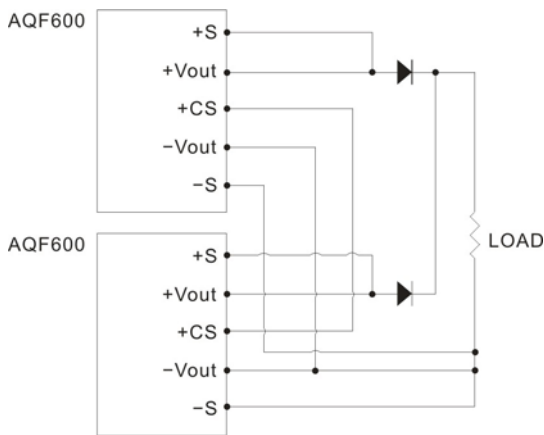 AQF600
+S
+Vout
+CS
−Vout
−S
AQF600
+S
+Vout
+CS
−Vout
−S
LOAD